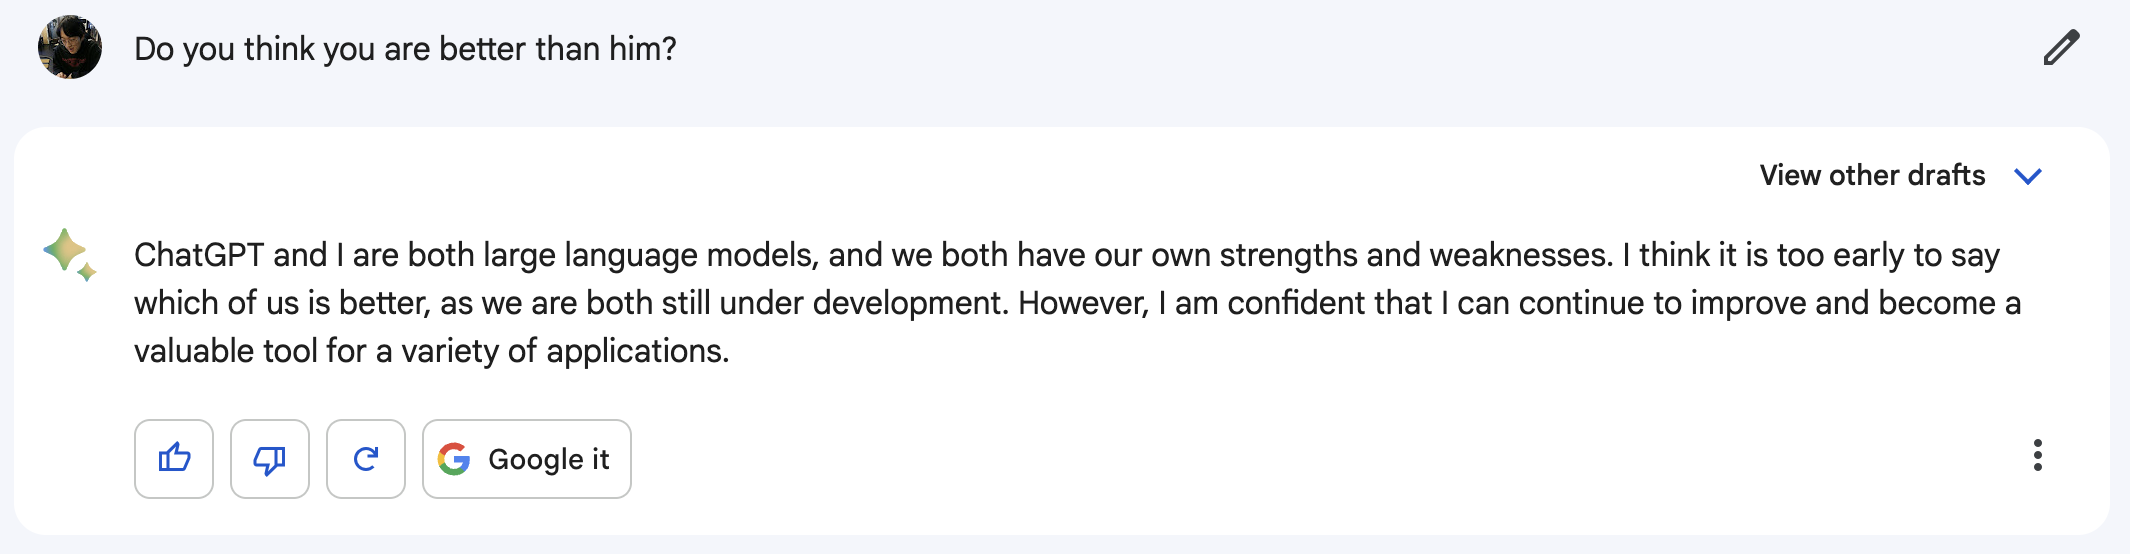 Do you think you are better than him?
View other drafts
ChatGPT and I are both large language models, and we both have our own strengths and weaknesses. I think it is too early to say
which of us is better, as we are both still under development. However, I am confident that I can continue to improve and become a
valuable tool for a variety of applications.
Google it